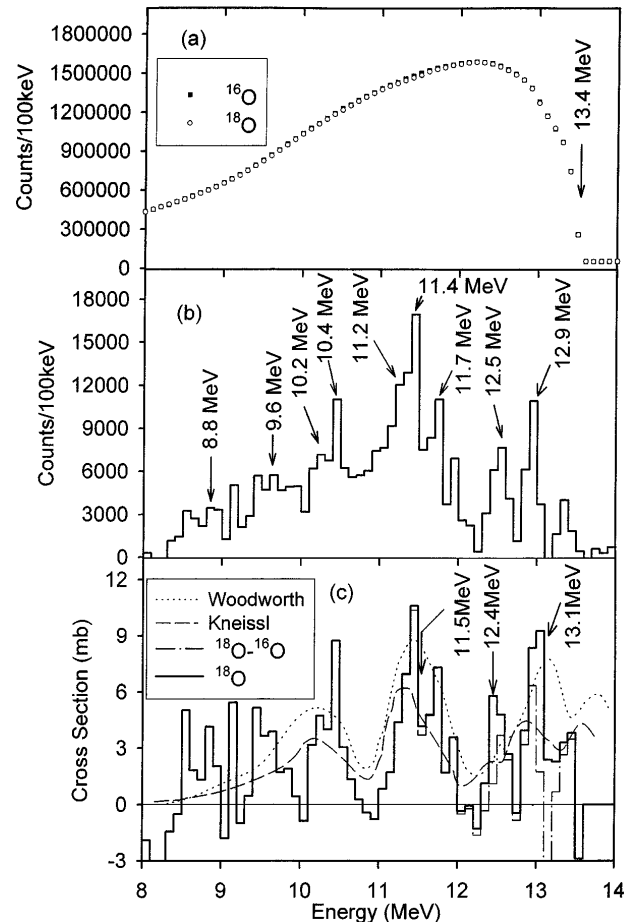 1800000
1500000
1200000
900000
600000
300000
0
Counts/100keV
(a)
16O
18O
13.4 MeV
18000
15000
12000
9000
6000
3000
0
Counts/100keV
(b)
8.8 MeV
9.6 MeV
10.2 MeV
10.4 MeV
11.2 MeV
11.4 MeV
11.7 MeV
12.5 MeV
12.9 MeV
12
9
6
3
0
-3
Cross Section (mb)
(c)
Woodworth
Kneissl
18O-16O
18O
11.5MeV
12.4MeV
13.1MeV
8 9 10 11 12 13 14
Energy (MeV)